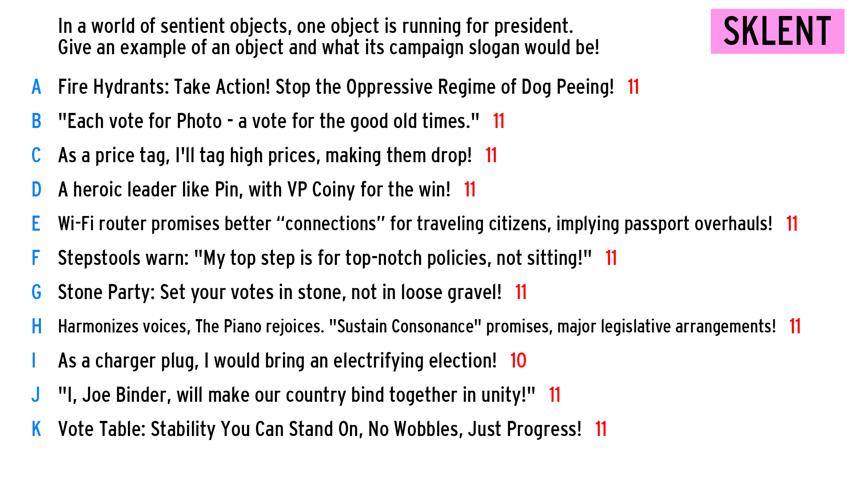 In a world of sentient objects, one object is running for president.
Give an example of an object and what its campaign slogan would be!
SKLENT
A Fire Hydrants: Take Action! Stop the Oppressive Regime of Dog Peeing! 11
B "Each vote for Photo - a vote for the good old times." 11
C As a price tag, I'll tag high prices, making them drop! 11
D A heroic leader like Pin, with VP Coiny for the win! 11
E Wi-Fi router promises better “connections” for traveling citizens, implying passport overhauls! 11
F Stepstools warn: "My top step is for top-notch policies, not sitting!" 11
G Stone Party: Set your votes in stone, not in loose gravel! 11
H Harmonizes voices, The Piano rejoices. "Sustain Consonance" promises, major legislative arrangements! 11
I As a charger plug, I would bring an electrifying election! 10
J "I, Joe Binder, will make our country bind together in unity!" 11
K Vote Table: Stability You Can Stand On, No Wobbles, Just Progress! 11